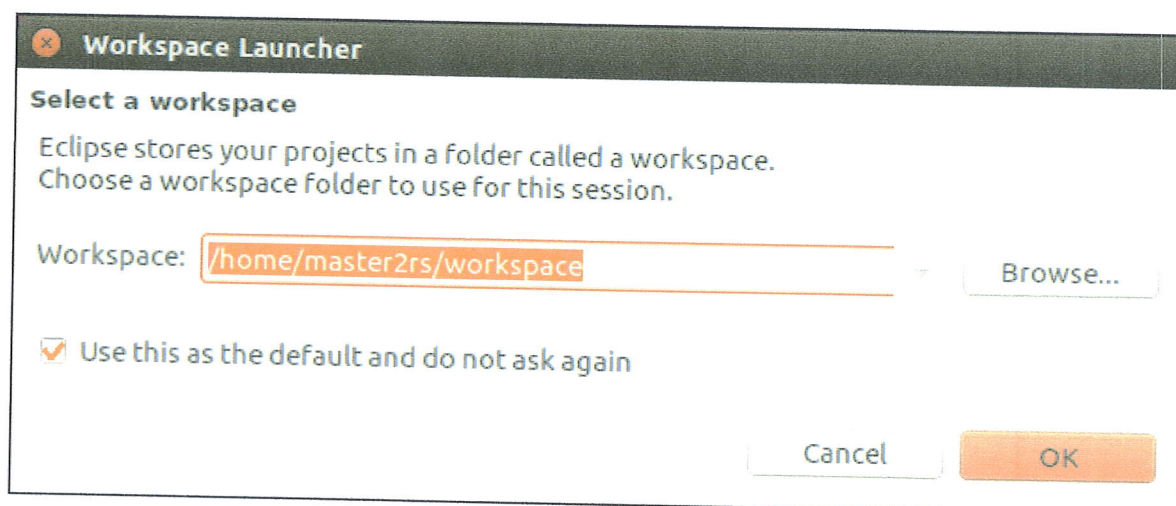 Workspace Launcher
Select a workspace
Eclipse stores your projects in a folder called a workspace.
Choose a workspace folder to use for this session.
Workspace: /home/master2rs/workspace Browse...
Use this as the default and do not ask again
Cancel OK